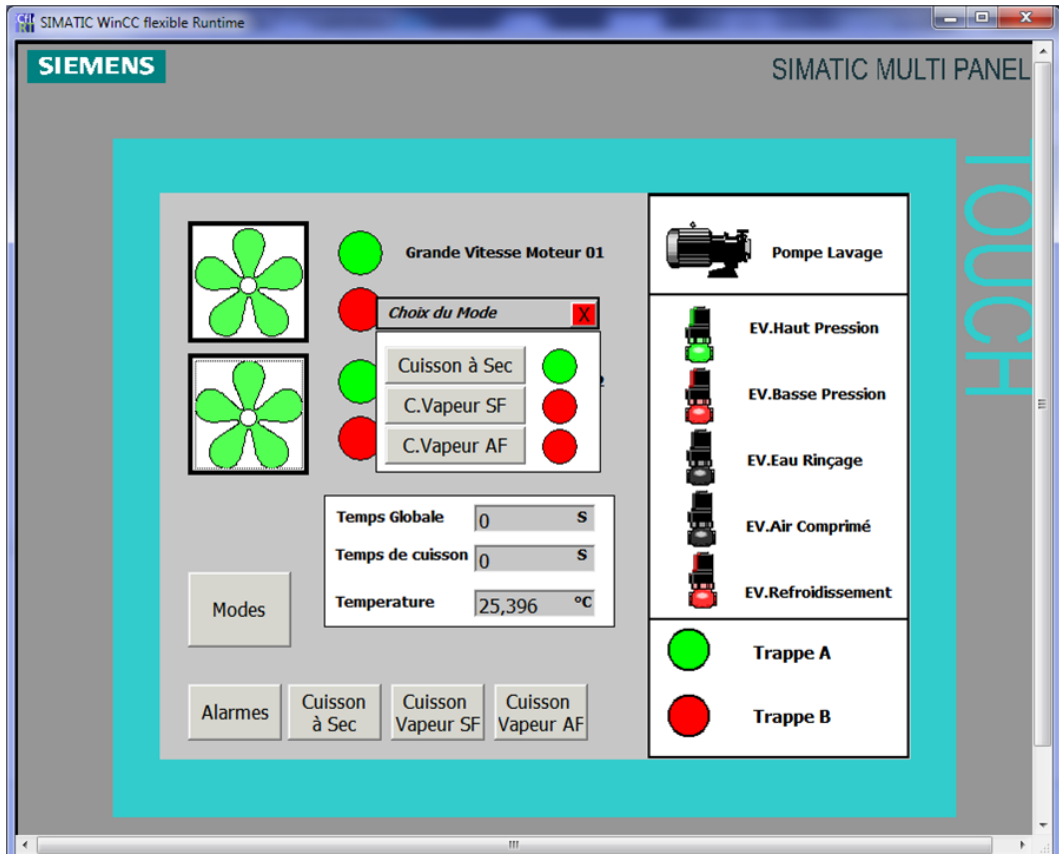 SIMATIC WinCC flexible Runtime
SIEMENS
SIMATIC MULTI PANEL
TOUCH
Grande Vitesse Moteur 01
Choix du Mode
X
Cuisson à Sec
C.Vapeur SF
C.Vapeur AF
2
Temps Globale 0 S
Temps de cuisson 0 S
Temperature 25,396 °C
Modes
Alarmes
Cuisson
à Sec
Cuisson
Vapeur SF
Cuisson
Vapeur AF
Pompe Lavage
EV.Haut Pression
EV.Basse Pression
EV.Eau Rinçage
EV.Air Comprimé
EV.Refroidissement
Trappe A
Trappe B